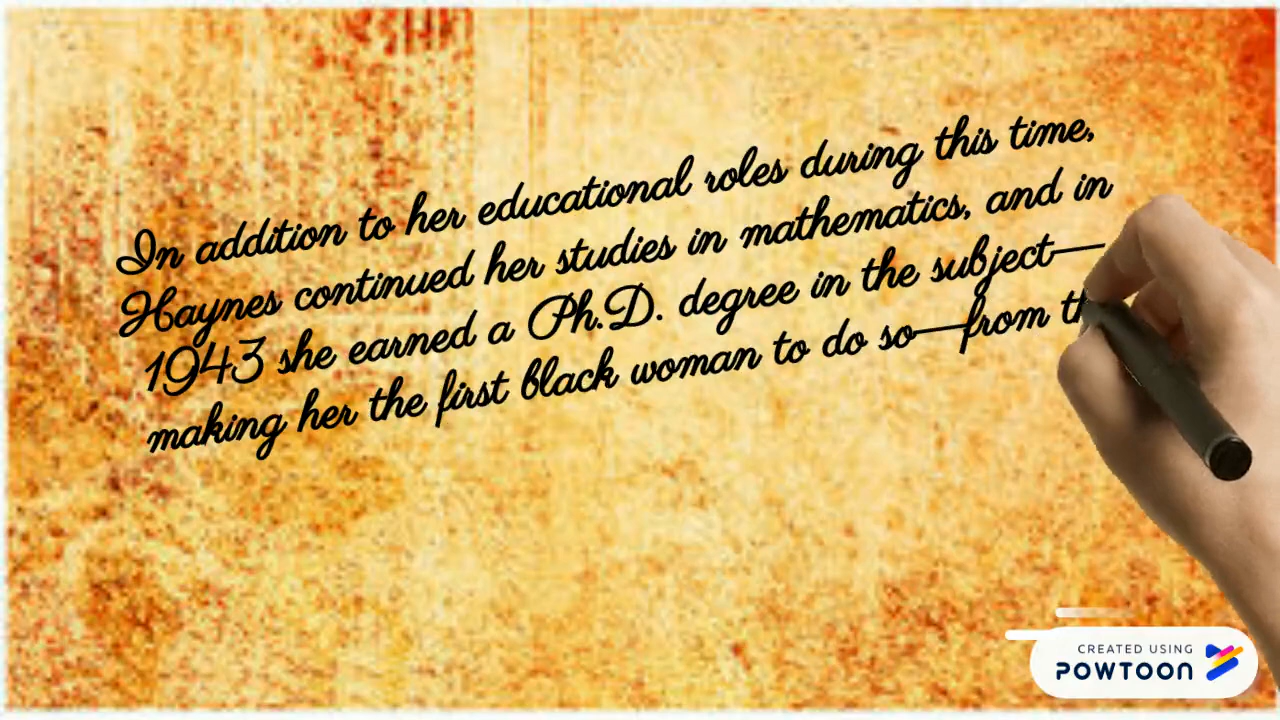 In addition to her educational roles during this time,
Haynes continued her studies in mathematics, and in
1943 she earned a Ph.D. degree in the subject—
making her the first black woman to do so—from th
CREATED USING
POWTOON